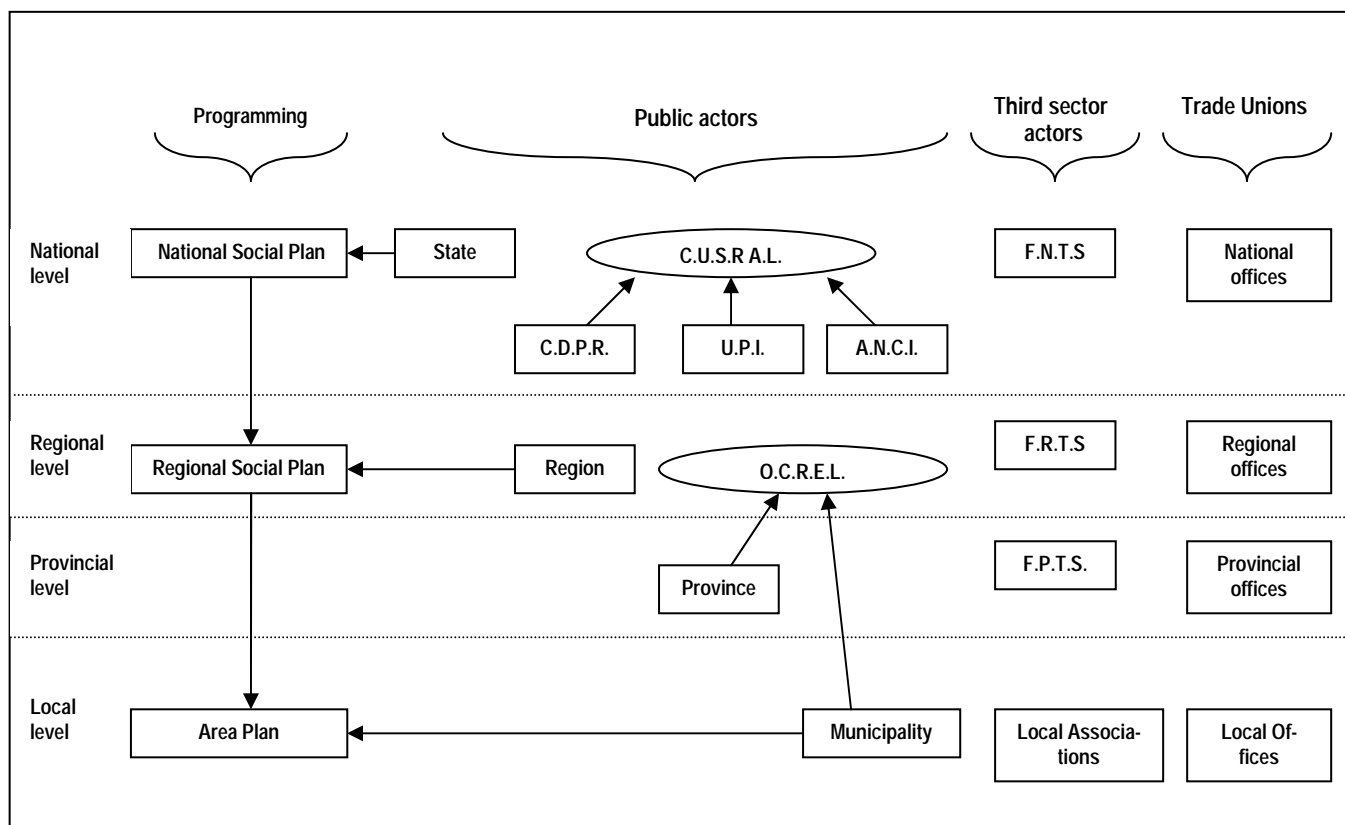 Programming
Public actors
Third sector
actors
Trade Unions
National
level
National Social Plan
State
C.U.S.R A.L.
F.N.T.S
National
offices
C.D.P.R.
U.P.I.
A.N.C.I.
Regional
level
Regional Social Plan
Region
O.C.R.E.L.
F.R.T.S
Regional
offices
Provincial
level
Province
F.P.T.S.
Provincial
offices
Local
level
Area Plan
Municipality
Local Associa-
tions
Local Of-
fices